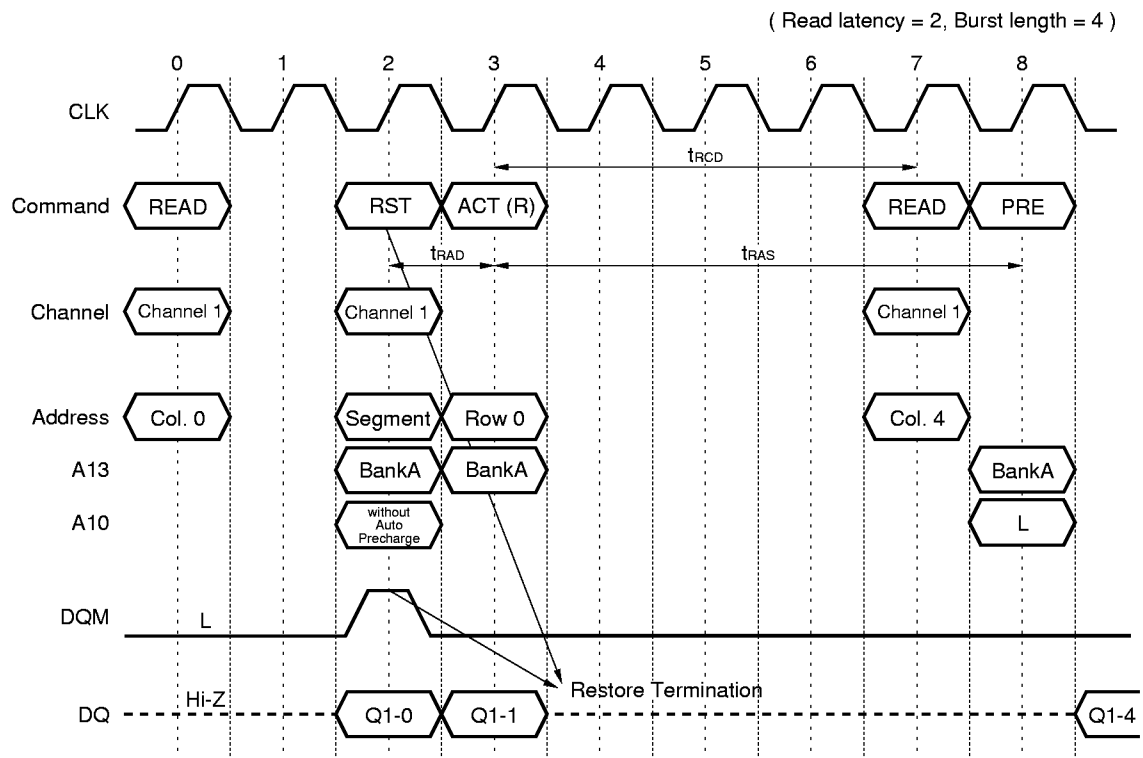 ( Read latency = 2, Burst length = 4 )
0 1 2 3 4 5 6 7 8
CLK
tRCD
Command READ RST ACT (R) READ PRE
tRAD tRAS
Channel Channel 1 Channel 1 Channel 1
Address Col. 0 Segment Row 0 Col. 4
A13 BankA BankA BankA
A10 without Auto Precharge L
DQM L
Restore Termination
DQ Hi-Z Q1-0 Q1-1 Q1-4